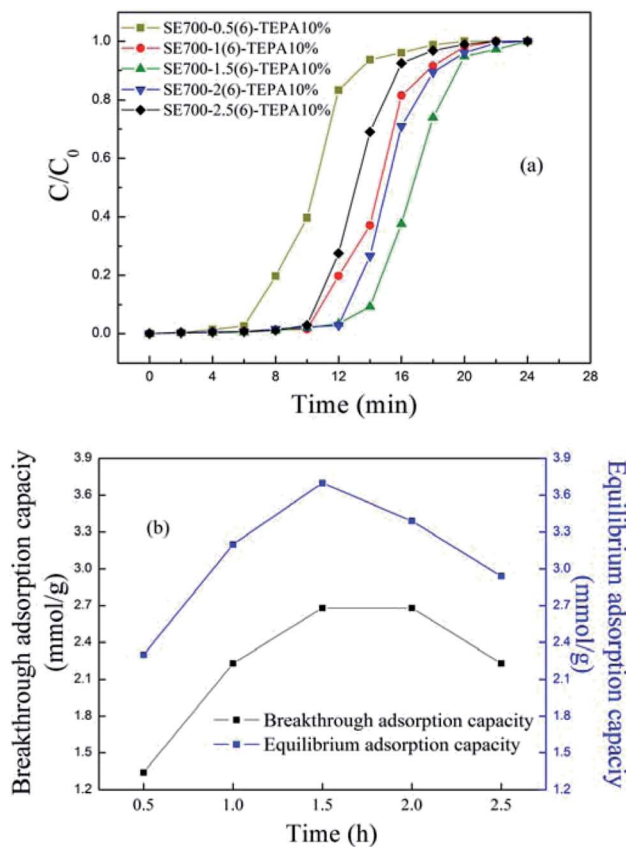 SE700-0.5(6)-TEPA10%
SE700-1(6)-TEPA10%
SE700-1.5(6)-TEPA10%
SE700-2(6)-TEPA10%
SE700-2.5(6)-TEPA10%
(a)
C/C0
1.0
0.8
0.6
0.4
0.2
0.0
0 4 8 12 16 20 24 28
Time (min)
Breakthrough adsorption capaciy
(mmol/g)
3.9
3.6
3.3
3.0
2.7
2.4
2.1
1.8
1.5
1.2
(b)
Breakthrough adsorption capacity
Equilibrium adsorption capacity
0.5 1.0 1.5 2.0 2.5
Time (h)
3.9
3.6
3.3
3.0
2.7
2.4
2.1
1.8
1.5
1.2
Equilibrium adsorption capaciy
(mmol/g)